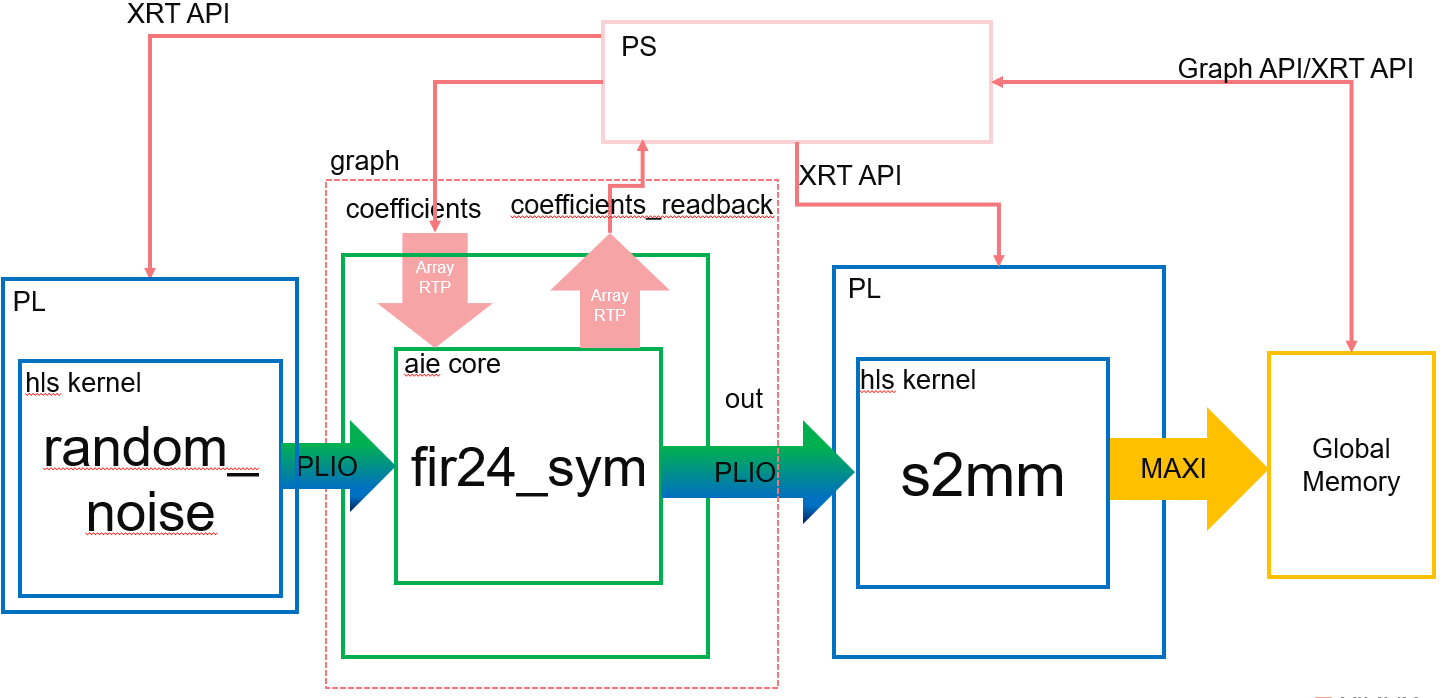 XRT API
PS
Graph API/XRT API
graph
XRT API
coefficients
coefficients_readback
Array
RTP
Array
RTP
PL
PL
hls kernel
random_
noise
PLIO
aie core
fir24_sym
out
PLIO
hls kernel
s2mm
MAXI
Global
Memory